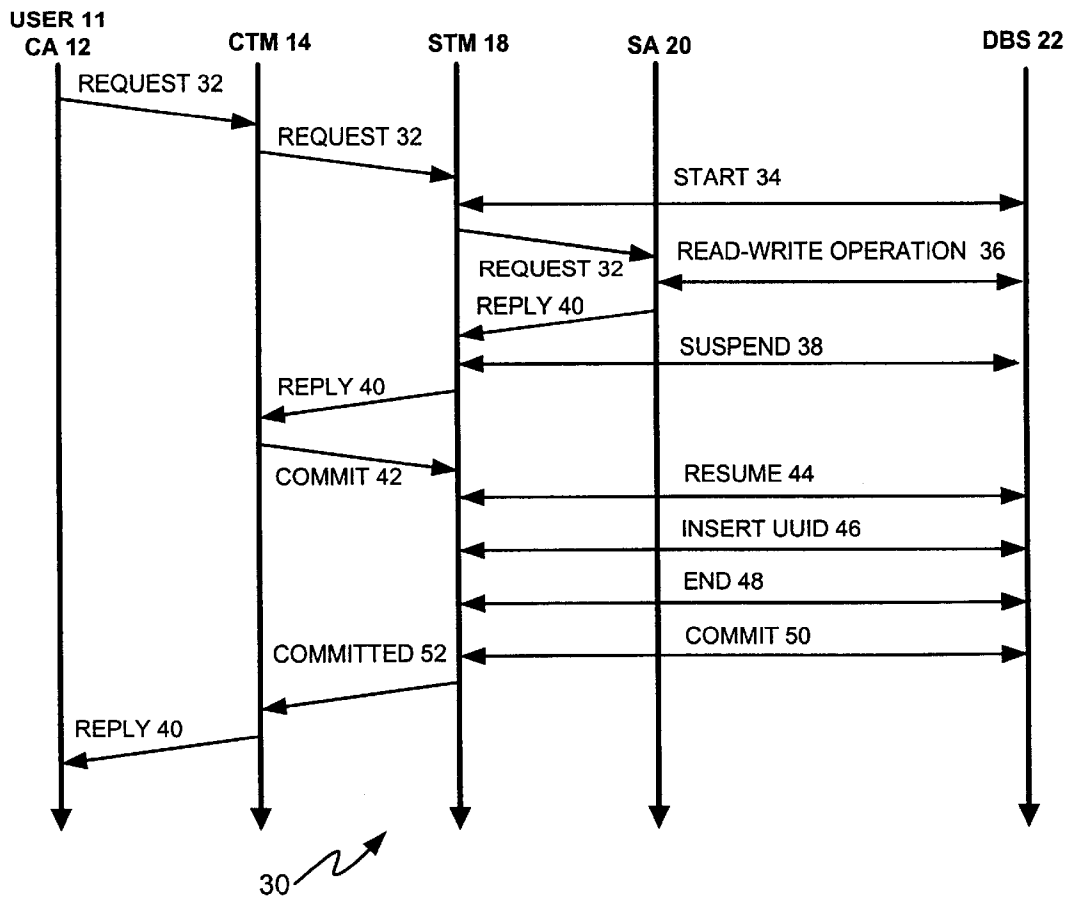 USER 11
CA 12
CTM 14
STM 18
SA 20
DBS 22
REQUEST 32
REQUEST 32
START 34
READ-WRITE OPERATION 36
REQUEST 32
REPLY 40
SUSPEND 38
REPLY 40
COMMIT 42
RESUME 44
INSERT UUID 46
END 48
COMMIT 50
COMMITTED 52
REPLY 40
30